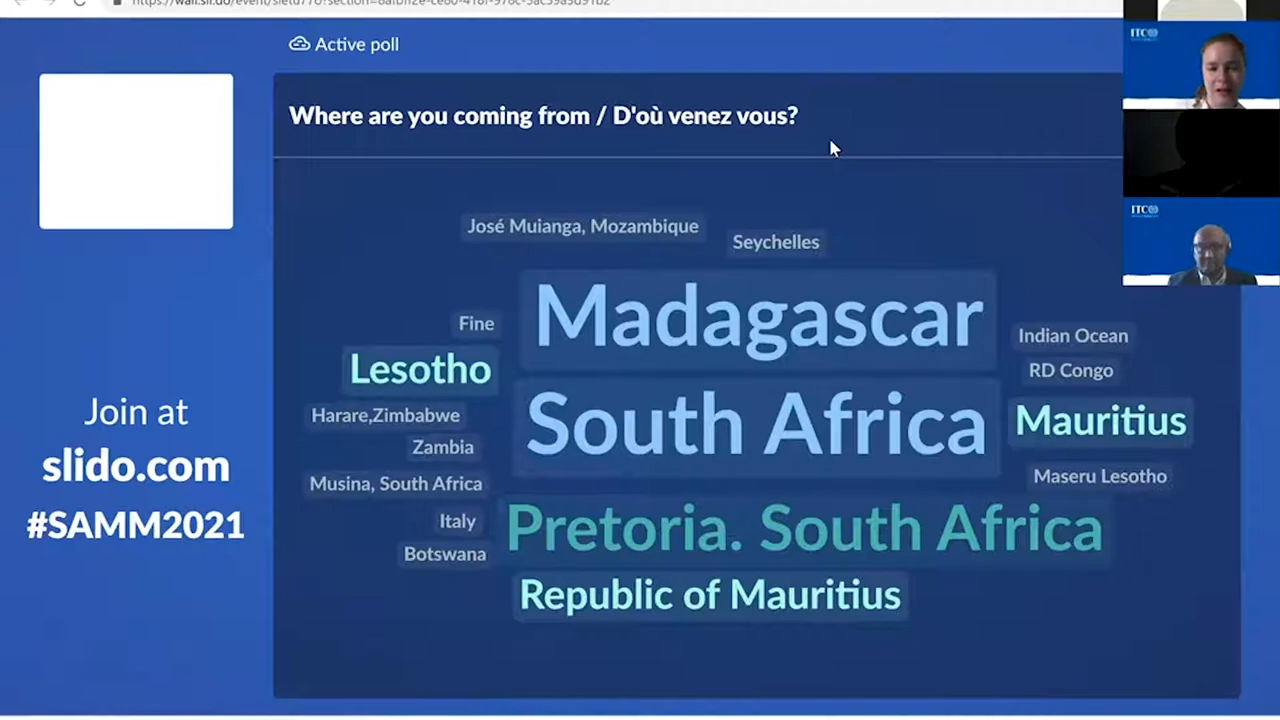 Active poll
Where are you coming from / D'où venez vous?
ITC
José Muianga, Mozambique
Seychelles
Madagascar
Fine
Indian Ocean
Lesotho
RD Congo
Harare,Zimbabwe
South Africa
Mauritius
Zambia
Maseru Lesotho
Musina, South Africa
Italy
Pretoria. South Africa
Botswana
Republic of Mauritius
Join at
slido.com
#SAMM2021
ITC